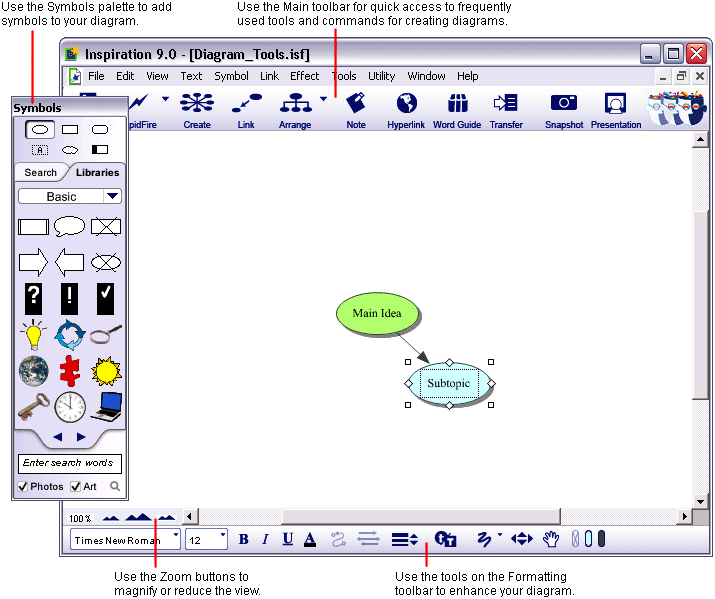 Use the Symbols palette to add
symbols to your diagram.
Use the Main toolbar for quick access to frequently
used tools and commands for creating diagrams.
Inspiration 9.0 - [Diagram_Tools.isf]
File Edit View Text Symbol Link Effect Tools Utility Window Help
Symbols
pidFire Create Link Arrange Note Hyperlink Word Guide Transfer Snapshot Presentation
A
Search Libraries
Basic
? !
Main Idea
Subtopic
Enter search words
Photos Art
100%
Times New Roman 12 B I U A
Use the Zoom buttons to
magnify or reduce the view.
Use the tools on the Formatting
toolbar to enhance your diagram.